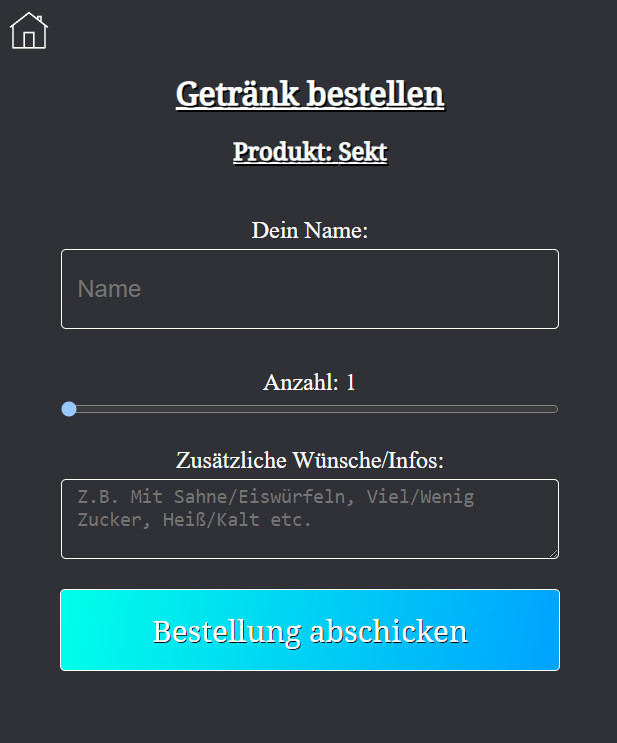 Getränk bestellen
Produkt: Sekt
Dein Name:
Name
Anzahl: 1
Zusätzliche Wünsche/Infos:
Z.B. Mit Sahne/Eiswürfeln, Viel/Wenig
Zucker, Heiß/Kalt etc.
Bestellung abschicken